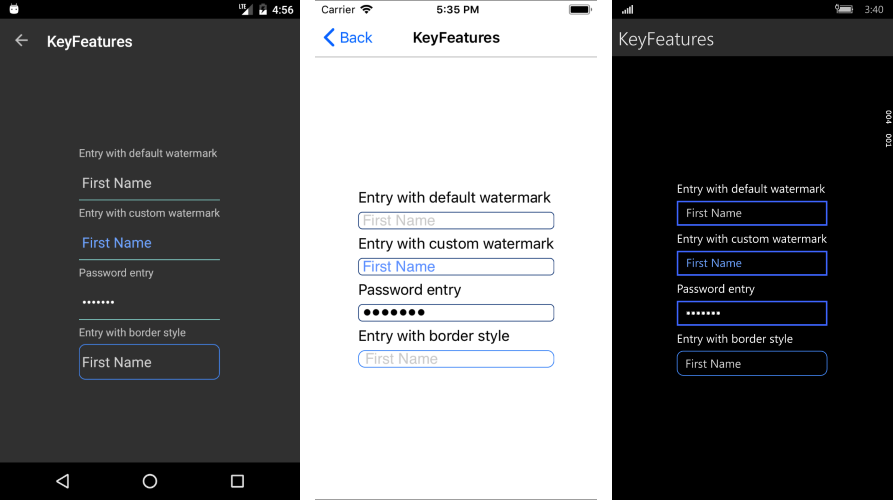 LTE 4:56
KeyFeatures
Entry with default watermark
First Name
Entry with custom watermark
First Name
Password entry
•••••••
Entry with border style
First Name
Carrier 5:35 PM
Back KeyFeatures
Entry with default watermark
First Name
Entry with custom watermark
First Name
Password entry
•••••••
Entry with border style
First Name
3:40
KeyFeatures
004 001
Entry with default watermark
First Name
Entry with custom watermark
First Name
Password entry
•••••••
Entry with border style
First Name